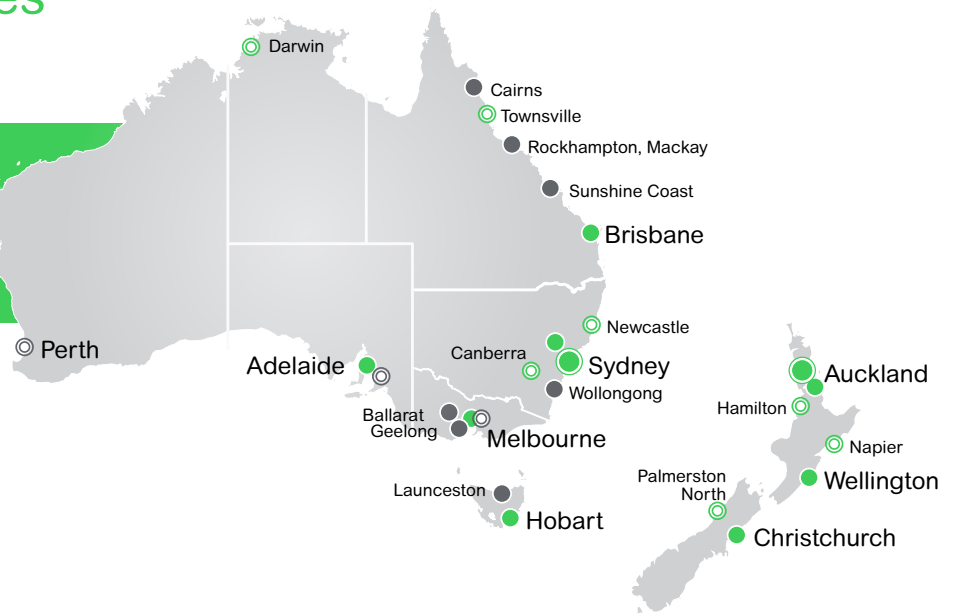 es
Darwin
Cairns
Townsville
Rockhampton, Mackay
Sunshine Coast
Brisbane
Newcastle
Perth
Adelaide
Canberra
Sydney
Wollongong
Auckland
Hamilton
Ballarat
Geelong
Melbourne
Napier
Palmerston
North
Wellington
Launceston
Hobart
Christchurch